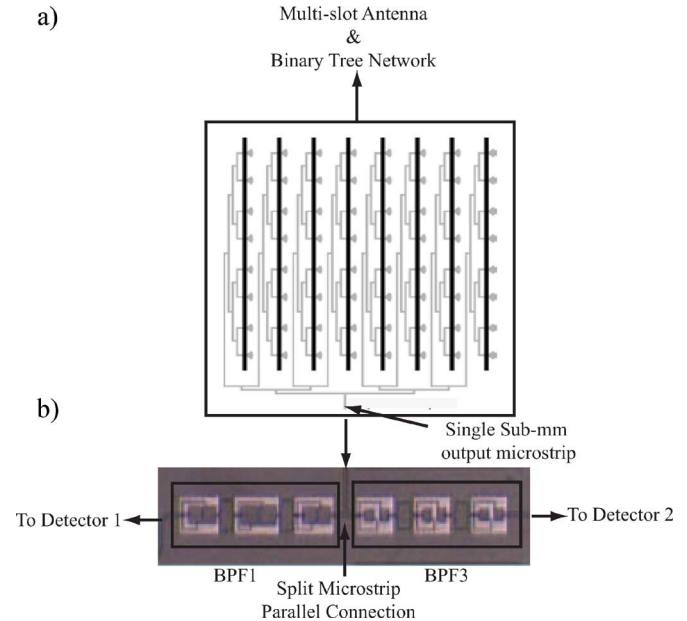 a)
Multi-slot Antenna
&
Binary Tree Network
b)
Single Sub-mm
output microstrip
To Detector 1
To Detector 2
BPF1
BPF3
Split Microstrip
Parallel Connection